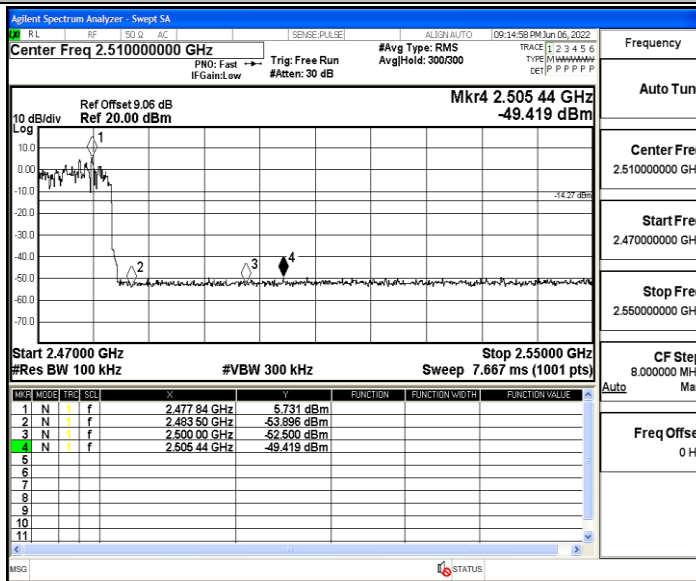 Agilent Spectrum Analyzer - Swept SA
LXI RL RF 50 Ω AC SENSE:PULSE ALIGN AUTO 09:14:58 PM Jun 06, 2022
Center Freq 2.510000000 GHz
PNO: Fast
IFGain:Low
Trig: Free Run
#Atten: 30 dB
#Avg Type: RMS
Avg|Hold: 300/300
TRACE 1 2 3 4 5 6
TYPE M WWWWW
DET P P P P P P
Frequency
Auto Tun
Center Fre
2.510000000 GH
Start Fre
2.470000000 GH
Stop Fre
2.550000000 GH
CF Ste
8.000000 MH
Auto Ma
Freq Offse
0 H
Ref Offset 9.06 dB
10 dB/div Ref 20.00 dBm
Log
Mkr4 2.505 44 GHz
-49.419 dBm
10.0
0.00
-10.0
-20.0
-30.0
-40.0
-50.0
-60.0
-70.0
1
2
3
4
-14.27 dBm
Start 2.47000 GHz Stop 2.55000 GHz
#Res BW 100 kHz #VBW 300 kHz Sweep 7.667 ms (1001 pts)
MKR MODE TRC SCL X Y FUNCTION FUNCTION WIDTH FUNCTION VALUE
1 N 1 f 2.477 84 GHz 5.731 dBm
2 N 1 f 2.483 50 GHz -53.896 dBm
3 N 1 f 2.500 00 GHz -52.500 dBm
4 N 1 f 2.505 44 GHz -49.419 dBm
5
6
7
8
9
10
11
MSG STATUS